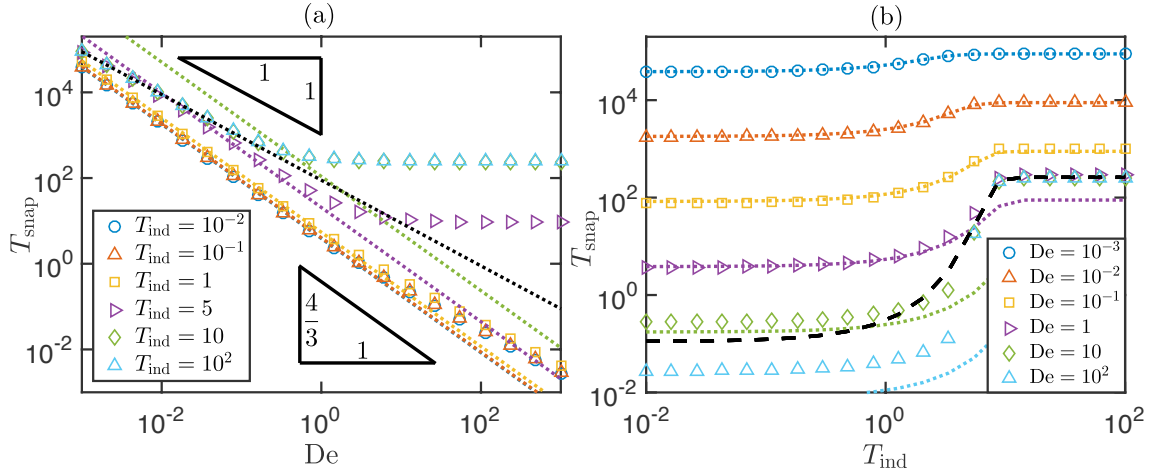 (a)
(b)
10^4
10^2
10^0
10^{-2}
T_snap
1
1
4
3
1
T_ind = 10^{-2}
T_ind = 10^{-1}
T_ind = 1
T_ind = 5
T_ind = 10
T_ind = 10^2
10^{-2}
10^0
10^2
De
10^4
10^2
10^0
10^{-2}
T_snap
De = 10^{-3}
De = 10^{-2}
De = 10^{-1}
De = 1
De = 10
De = 10^2
10^{-2}
10^0
10^2
T_ind